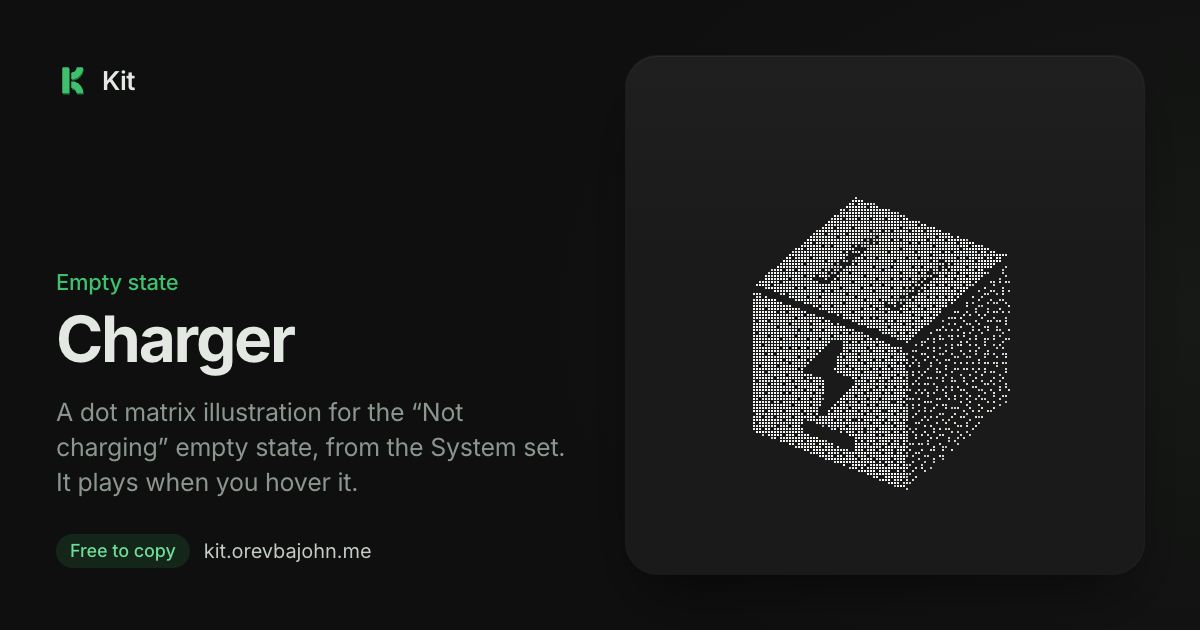 Kit
Empty state
Charger
A dot matrix illustration for the “Not
charging” empty state, from the System set.
It plays when you hover it.
Free to copy
kit.orevbajohn.me